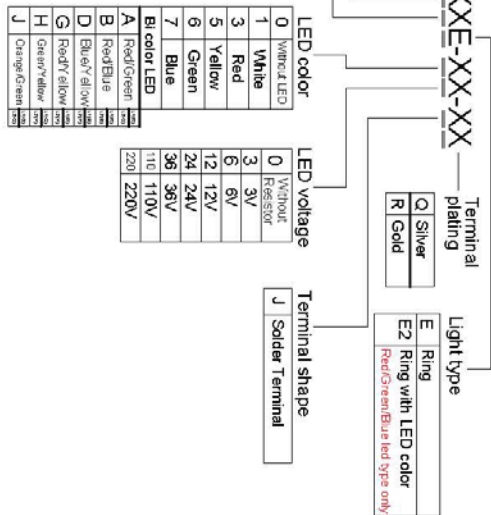 XXE-XX-XX
LED color
0 Without LED
1 White
3 Red
5 Yellow
6 Green
7 Blue
Bi color LED
A Red/Green
B Red/Blue
D Blue/Yellow
G Red/Yellow
H Green/Yellow
J Orange/Green
LED voltage
0 Without Resistor
3 3V
6 6V
12 12V
24 24V
36 36V
110 110V
220 220V
Terminal shape
J Solder Terminal
Terminal plating
Q Silver
R Gold
Light type
E Ring
E2 Ring with LED color
Red/Green/Blue led type only